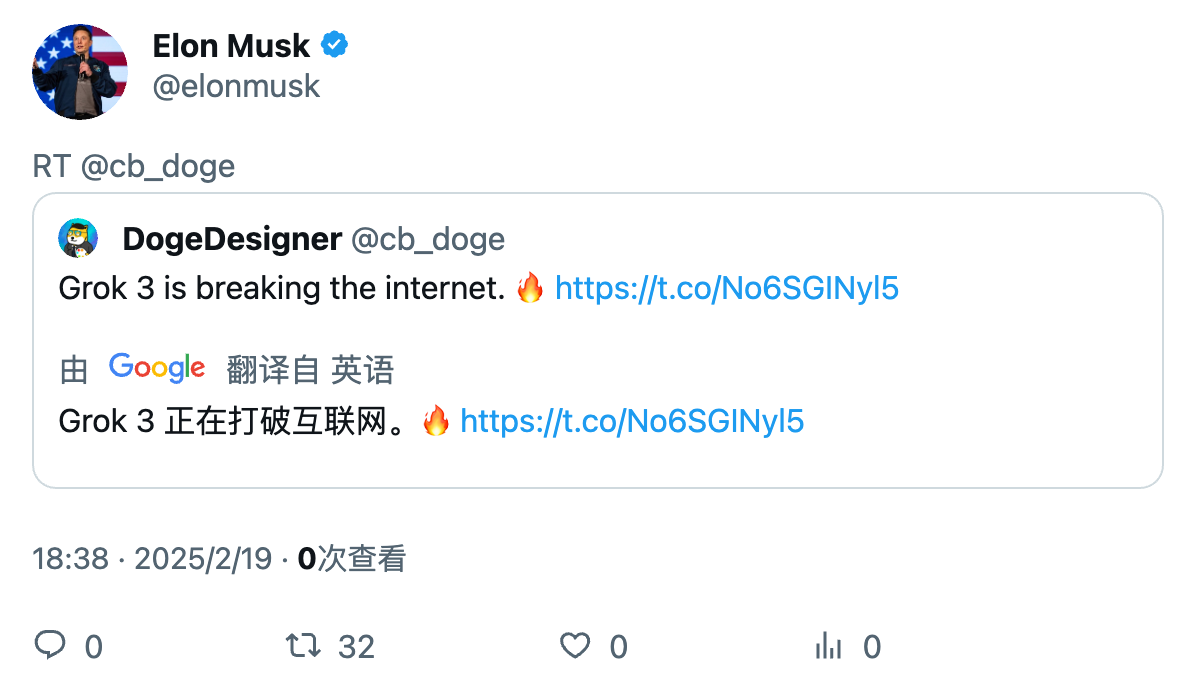 Elon Musk
@elonmusk
RT @cb_doge
DogeDesigner @cb_doge
Grok 3 is breaking the internet. 🔥 https://t.co/No6SGINyl5
由 Google 翻译自 英语
Grok 3 正在打破互联网。🔥 https://t.co/No6SGINyl5
18:38 · 2025/2/19 · 0次查看
0 32 0 0